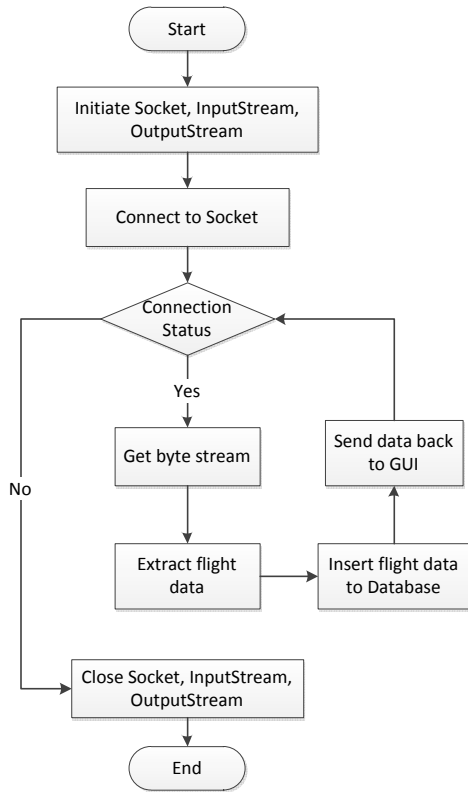 Start
Initiate Socket, InputStream,
OutputStream
Connect to Socket
Connection
Status
Yes
Get byte stream
Send data back
to GUI
No
Extract flight
data
Insert flight data
to Database
Close Socket, InputStream,
OutputStream
End